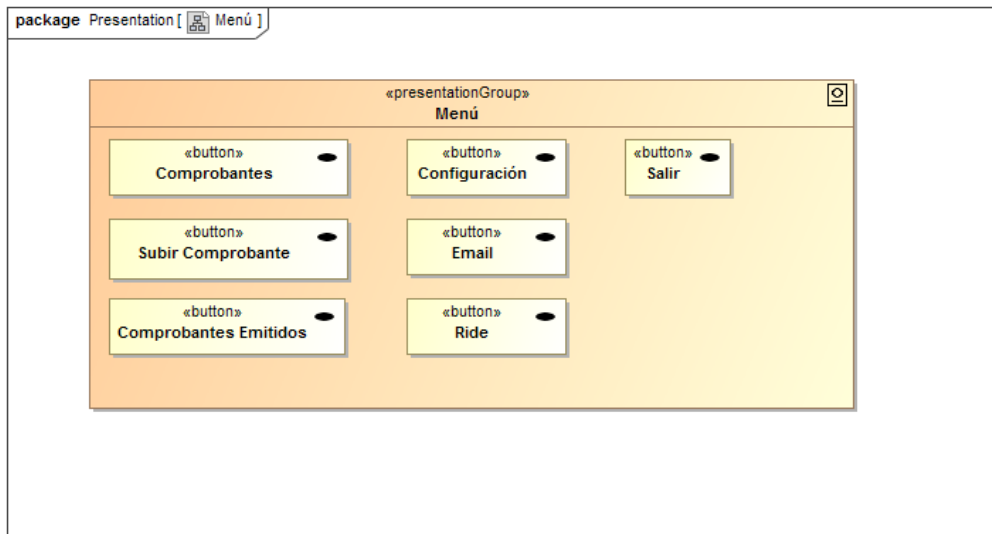 package Presentation [ Menú ]
«presentationGroup»
Menú
«button»
Comprobantes
«button»
Configuración
«button»
Salir
«button»
Subir Comprobante
«button»
Email
«button»
Comprobantes Emitidos
«button»
Ride